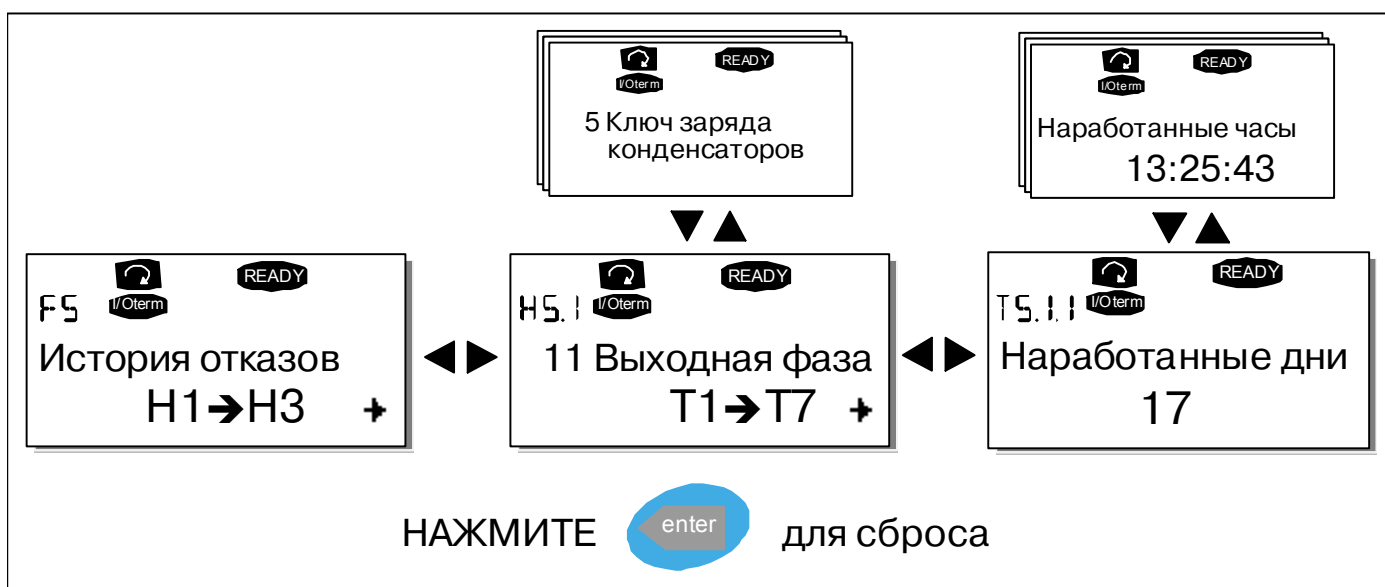 READY
I/Oterm
5 Ключ заряда
конденсаторов
READY
I/Oterm
Наработанные часы
13:25:43
READY
F5 I/Oterm
История отказов
H1➔H3
READY
H5.1 I/Oterm
11 Выходная фаза
T1➔T7
READY
T5.1.1 I/Oterm
Наработанные дни
17
НАЖМИТЕ enter для сброса